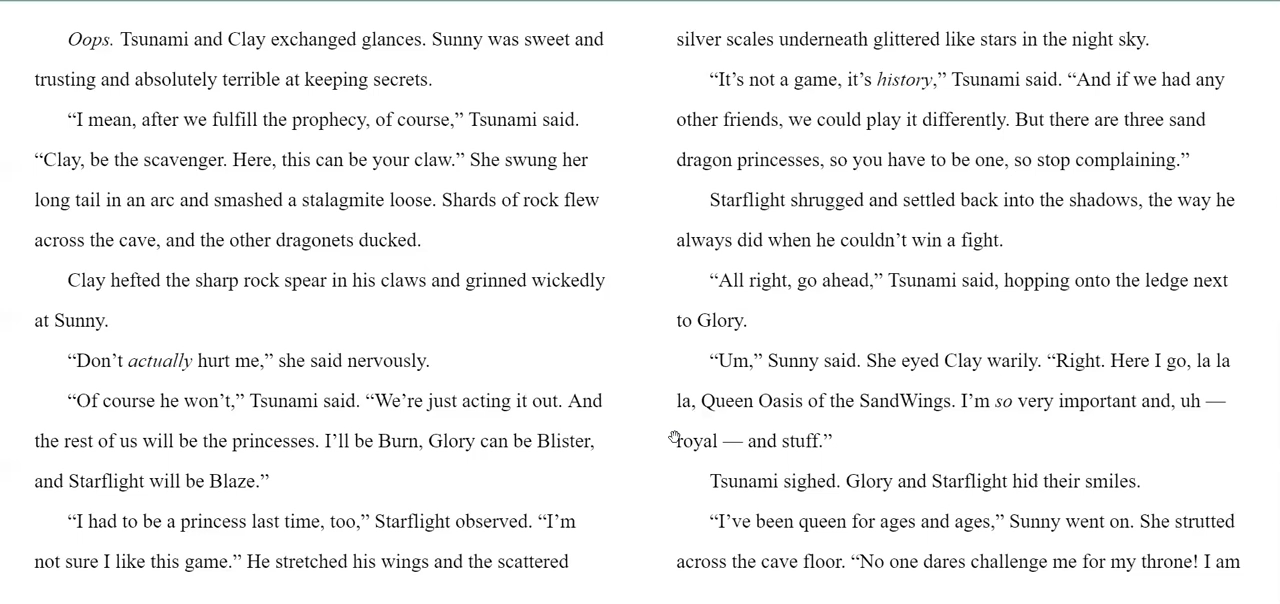 Oops. Tsunami and Clay exchanged glances. Sunny was sweet and
trusting and absolutely terrible at keeping secrets.
“I mean, after we fulfill the prophecy, of course,” Tsunami said.
“Clay, be the scavenger. Here, this can be your claw.” She swung her
long tail in an arc and smashed a stalagmite loose. Shards of rock flew
across the cave, and the other dragonets ducked.
Clay hefted the sharp rock spear in his claws and grinned wickedly
at Sunny.
“Don’t actually hurt me,” she said nervously.
“Of course he won’t,” Tsunami said. “We’re just acting it out. And
the rest of us will be the princesses. I’ll be Burn, Glory can be Blister,
and Starflight will be Blaze.”
“I had to be a princess last time, too,” Starflight observed. “I’m
not sure I like this game.” He stretched his wings and the scattered
silver scales underneath glittered like stars in the night sky.
“It’s not a game, it’s history,” Tsunami said. “And if we had any
other friends, we could play it differently. But there are three sand
dragon princesses, so you have to be one, so stop complaining.”
Starflight shrugged and settled back into the shadows, the way he
always did when he couldn’t win a fight.
“All right, go ahead,” Tsunami said, hopping onto the ledge next
to Glory.
“Um,” Sunny said. She eyed Clay warily. “Right. Here I go, la la
la, Queen Oasis of the SandWings. I’m so very important and, uh —
royal — and stuff.”
Tsunami sighed. Glory and Starflight hid their smiles.
“I’ve been queen for ages and ages,” Sunny went on. She strutted
across the cave floor. “No one dares challenge me for my throne! I am